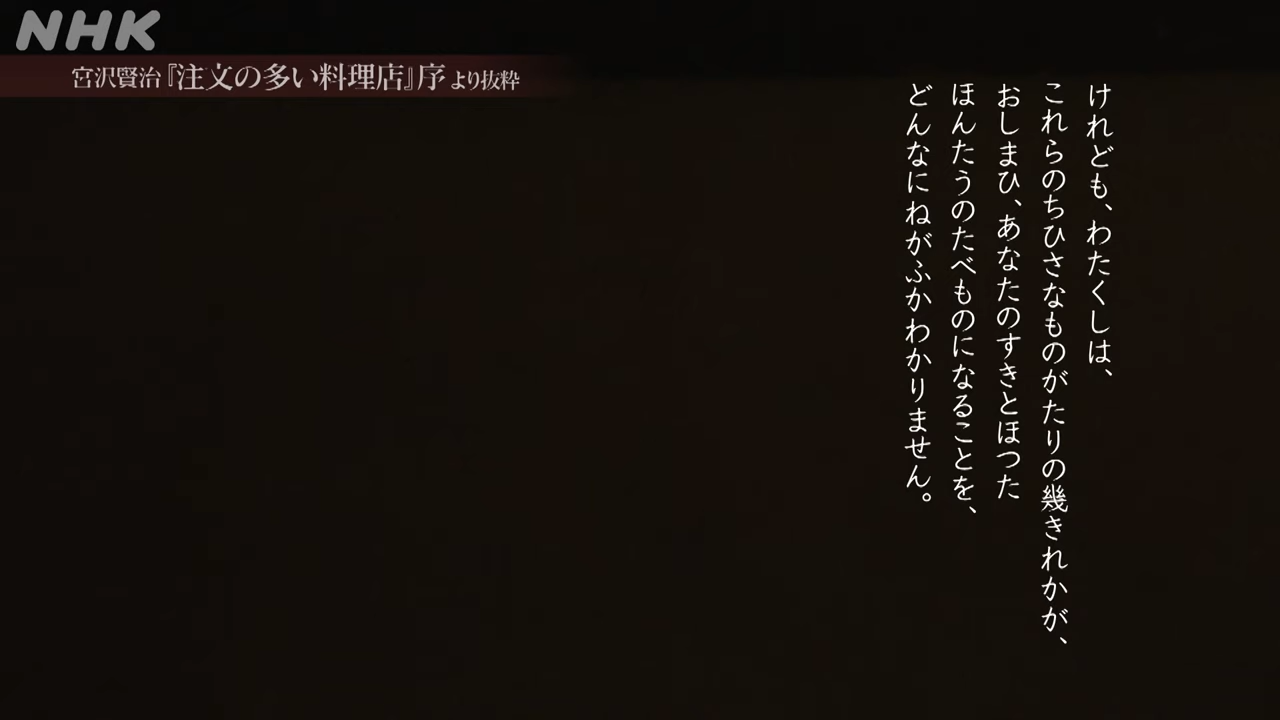 NHK
宮沢賢治『注文の多い料理店』序 より抜粋
けれども、わたくしは、
これらのちひさなものがたりの幾きれかが、
おしまひ、あなたのすきとほつた
ほんたうのたべものになることを、
どんなにねがふかわかりません。